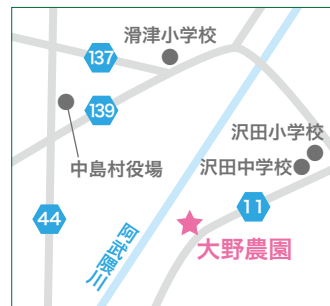 滑津小学校
137
139
中島村役場
沢田小学校
沢田中学校
11
44
阿武隈川
大野農園